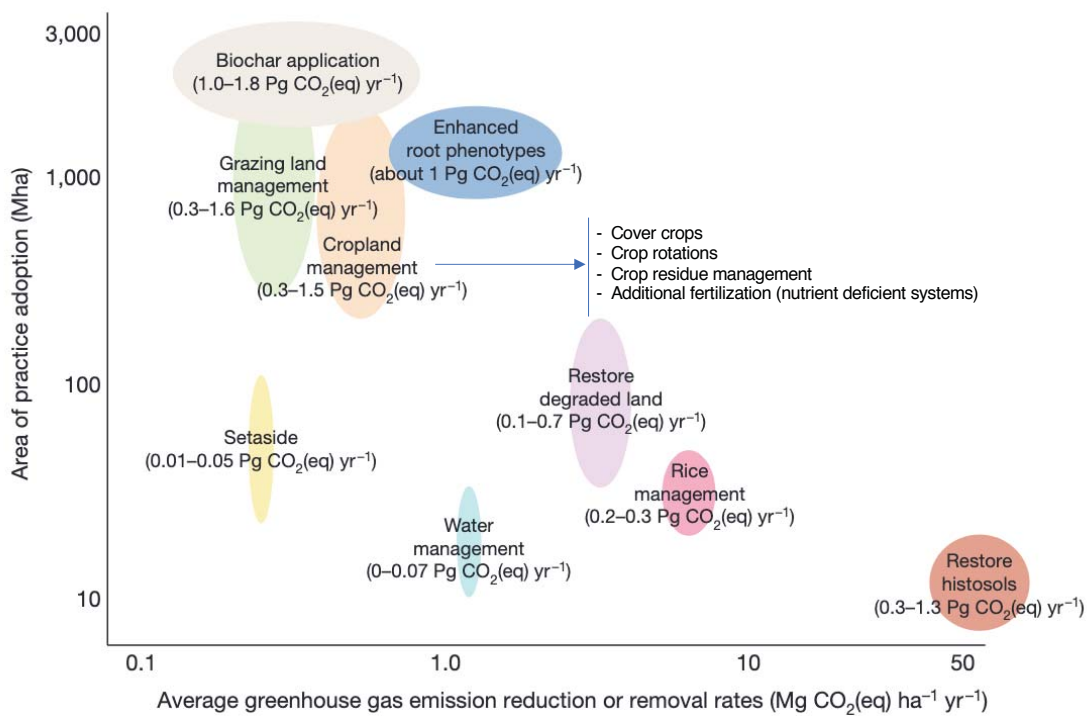 3,000
1,000
100
10
Area of practice adoption (Mha)
Biochar application
(1.0–1.8 Pg CO₂(eq) yr⁻¹)
Enhanced
root phenotypes
(about 1 Pg CO₂(eq) yr⁻¹)
Grazing land
management
(0.3–1.6 Pg CO₂(eq) yr⁻¹)
Cropland
management
(0.3–1.5 Pg CO₂(eq) yr⁻¹)
- Cover crops
- Crop rotations
- Crop residue management
- Additional fertilization (nutrient deficient systems)
Restore
degraded land
(0.1–0.7 Pg CO₂(eq) yr⁻¹)
Setaside
(0.01–0.05 Pg CO₂(eq) yr⁻¹)
Rice
management
(0.2–0.3 Pg CO₂(eq) yr⁻¹)
Water
management
(0–0.07 Pg CO₂(eq) yr⁻¹)
Restore
histosols
(0.3–1.3 Pg CO₂(eq) yr⁻¹)
0.1
1.0
10
50
Average greenhouse gas emission reduction or removal rates (Mg CO₂(eq) ha⁻¹ yr⁻¹)